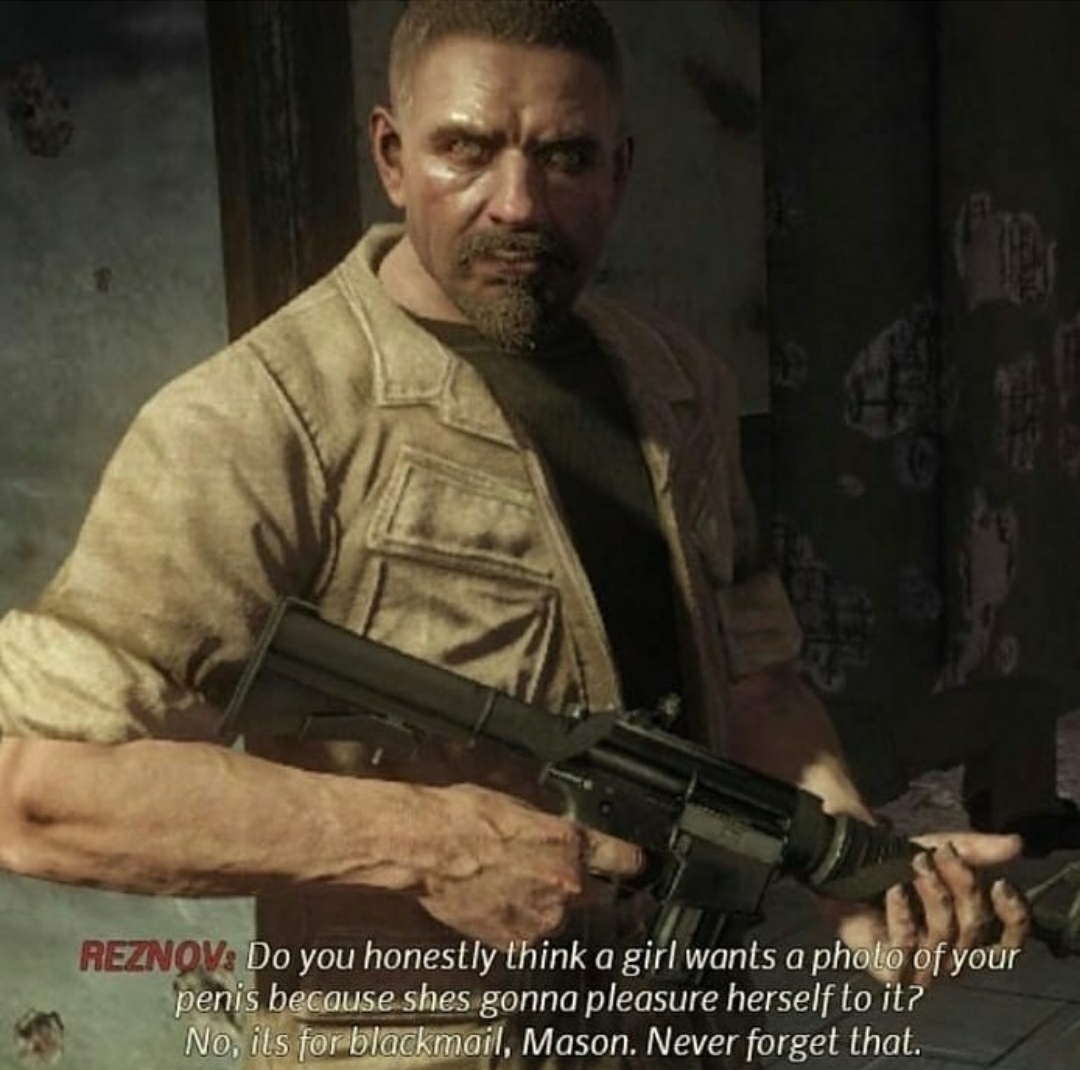 REZNOV: Do you honestly think a girl wants a photo of your
penis because shes gonna pleasure herself to it?
No, its for blackmail, Mason. Never forget that.